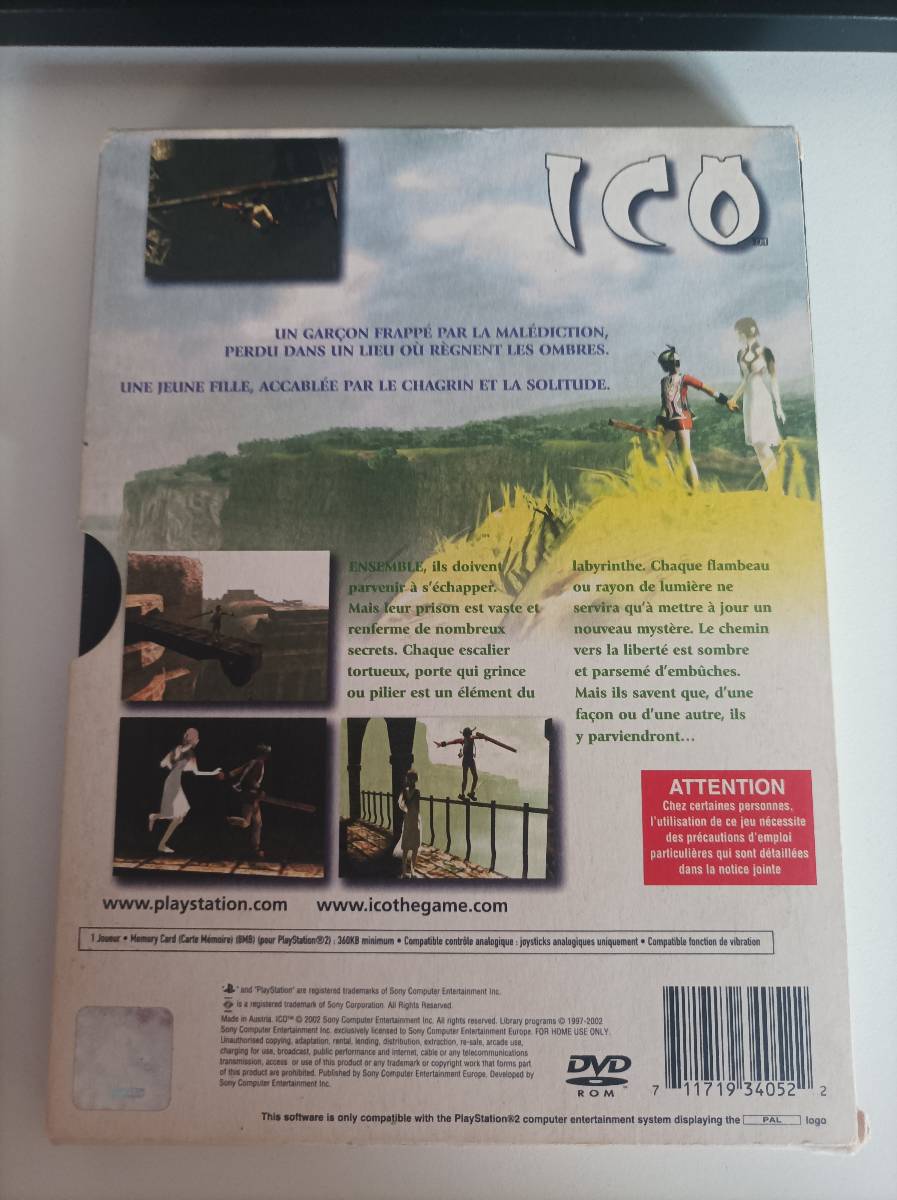 ICO™
UN GARÇON FRAPPÉ PAR LA MALÉDICTION,
PERDU DANS UN LIEU OÙ RÈGNENT LES OMBRES.
UNE JEUNE FILLE, ACCABLÉE PAR LE CHAGRIN ET LA SOLITUDE.
ENSEMBLE, ils doivent
parvenir à s'échapper.
Mais leur prison est vaste et
renferme de nombreux
secrets. Chaque escalier
tortueux, porte qui grince
ou pilier est un élément du
labyrinthe. Chaque flambeau
ou rayon de lumière ne
servira qu'à mettre à jour un
nouveau mystère. Le chemin
vers la liberté est sombre
et parsemé d'embûches.
Mais ils savent que, d'une
façon ou d'une autre, ils
y parviendront...
ATTENTION
Chez certaines personnes,
l'utilisation de ce jeu nécessite
des précautions d'emploi
particulières qui sont détaillées
dans la notice jointe
www.playstation.com www.icothegame.com
1 Joueur • Memory Card (Carte Mémoire) (8MB) (pour PlayStation®2) : 360KB minimum • Compatible contrôle analogique : joysticks analogiques uniquement • Compatible fonction de vibration
" " and "PlayStation" are registered trademarks of Sony Computer Entertainment Inc.
is a registered trademark of Sony Corporation. All Rights Reserved.
Made in Austria. ICO™ © 2002 Sony Computer Entertainment Inc. All rights reserved. Library programs © 1997-2002
Sony Computer Entertainment Inc. exclusively licensed to Sony Computer Entertainment Europe. FOR HOME USE ONLY.
Unauthorised copying, adaptation, rental, lending, distribution, extraction, re-sale, arcade use,
charging for use, broadcast, public performance and internet, cable or any telecommunications
transmission, access or use of this product or any trademark or copyright work that forms part
of this product are prohibited. Published by Sony Computer Entertainment Europe. Developed by
Sony Computer Entertainment Inc.
DVD
ROM
7 11719 34052 2
This software is only compatible with the PlayStation®2 computer entertainment system displaying the PAL logo